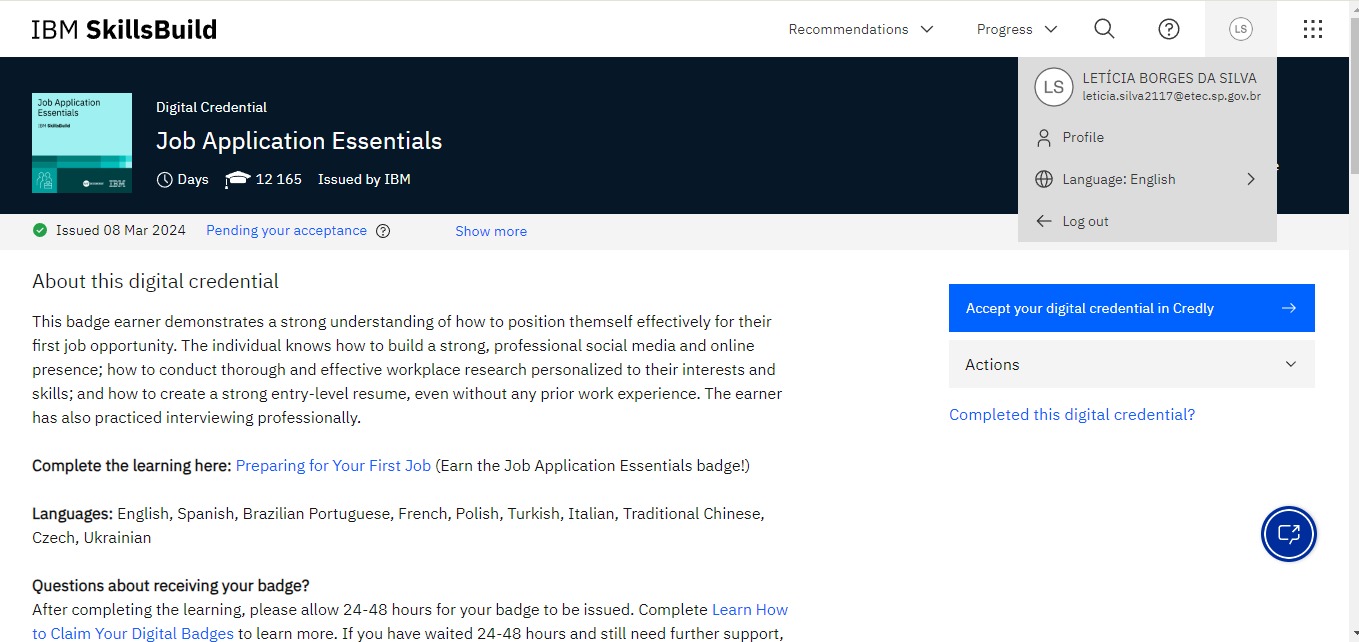 IBM SkillsBuild
Recommendations
Progress
LS
LS
LETÍCIA BORGES DA SILVA
leticia.silva2117@etec.sp.gov.br
Profile
Language: English
Log out
Job Application
Essentials
IBM SkillsBuild
IBM
Digital Credential
Job Application Essentials
Days
12 165
Issued by IBM
Issued 08 Mar 2024
Pending your acceptance
Show more
About this digital credential
This badge earner demonstrates a strong understanding of how to position themself effectively for their
first job opportunity. The individual knows how to build a strong, professional social media and online
presence; how to conduct thorough and effective workplace research personalized to their interests and
skills; and how to create a strong entry-level resume, even without any prior work experience. The earner
has also practiced interviewing professionally.
Complete the learning here: Preparing for Your First Job (Earn the Job Application Essentials badge!)
Languages: English, Spanish, Brazilian Portuguese, French, Polish, Turkish, Italian, Traditional Chinese,
Czech, Ukrainian
Questions about receiving your badge?
After completing the learning, please allow 24-48 hours for your badge to be issued. Complete Learn How
to Claim Your Digital Badges to learn more. If you have waited 24-48 hours and still need further support,
Accept your digital credential in Credly
Actions
Completed this digital credential?